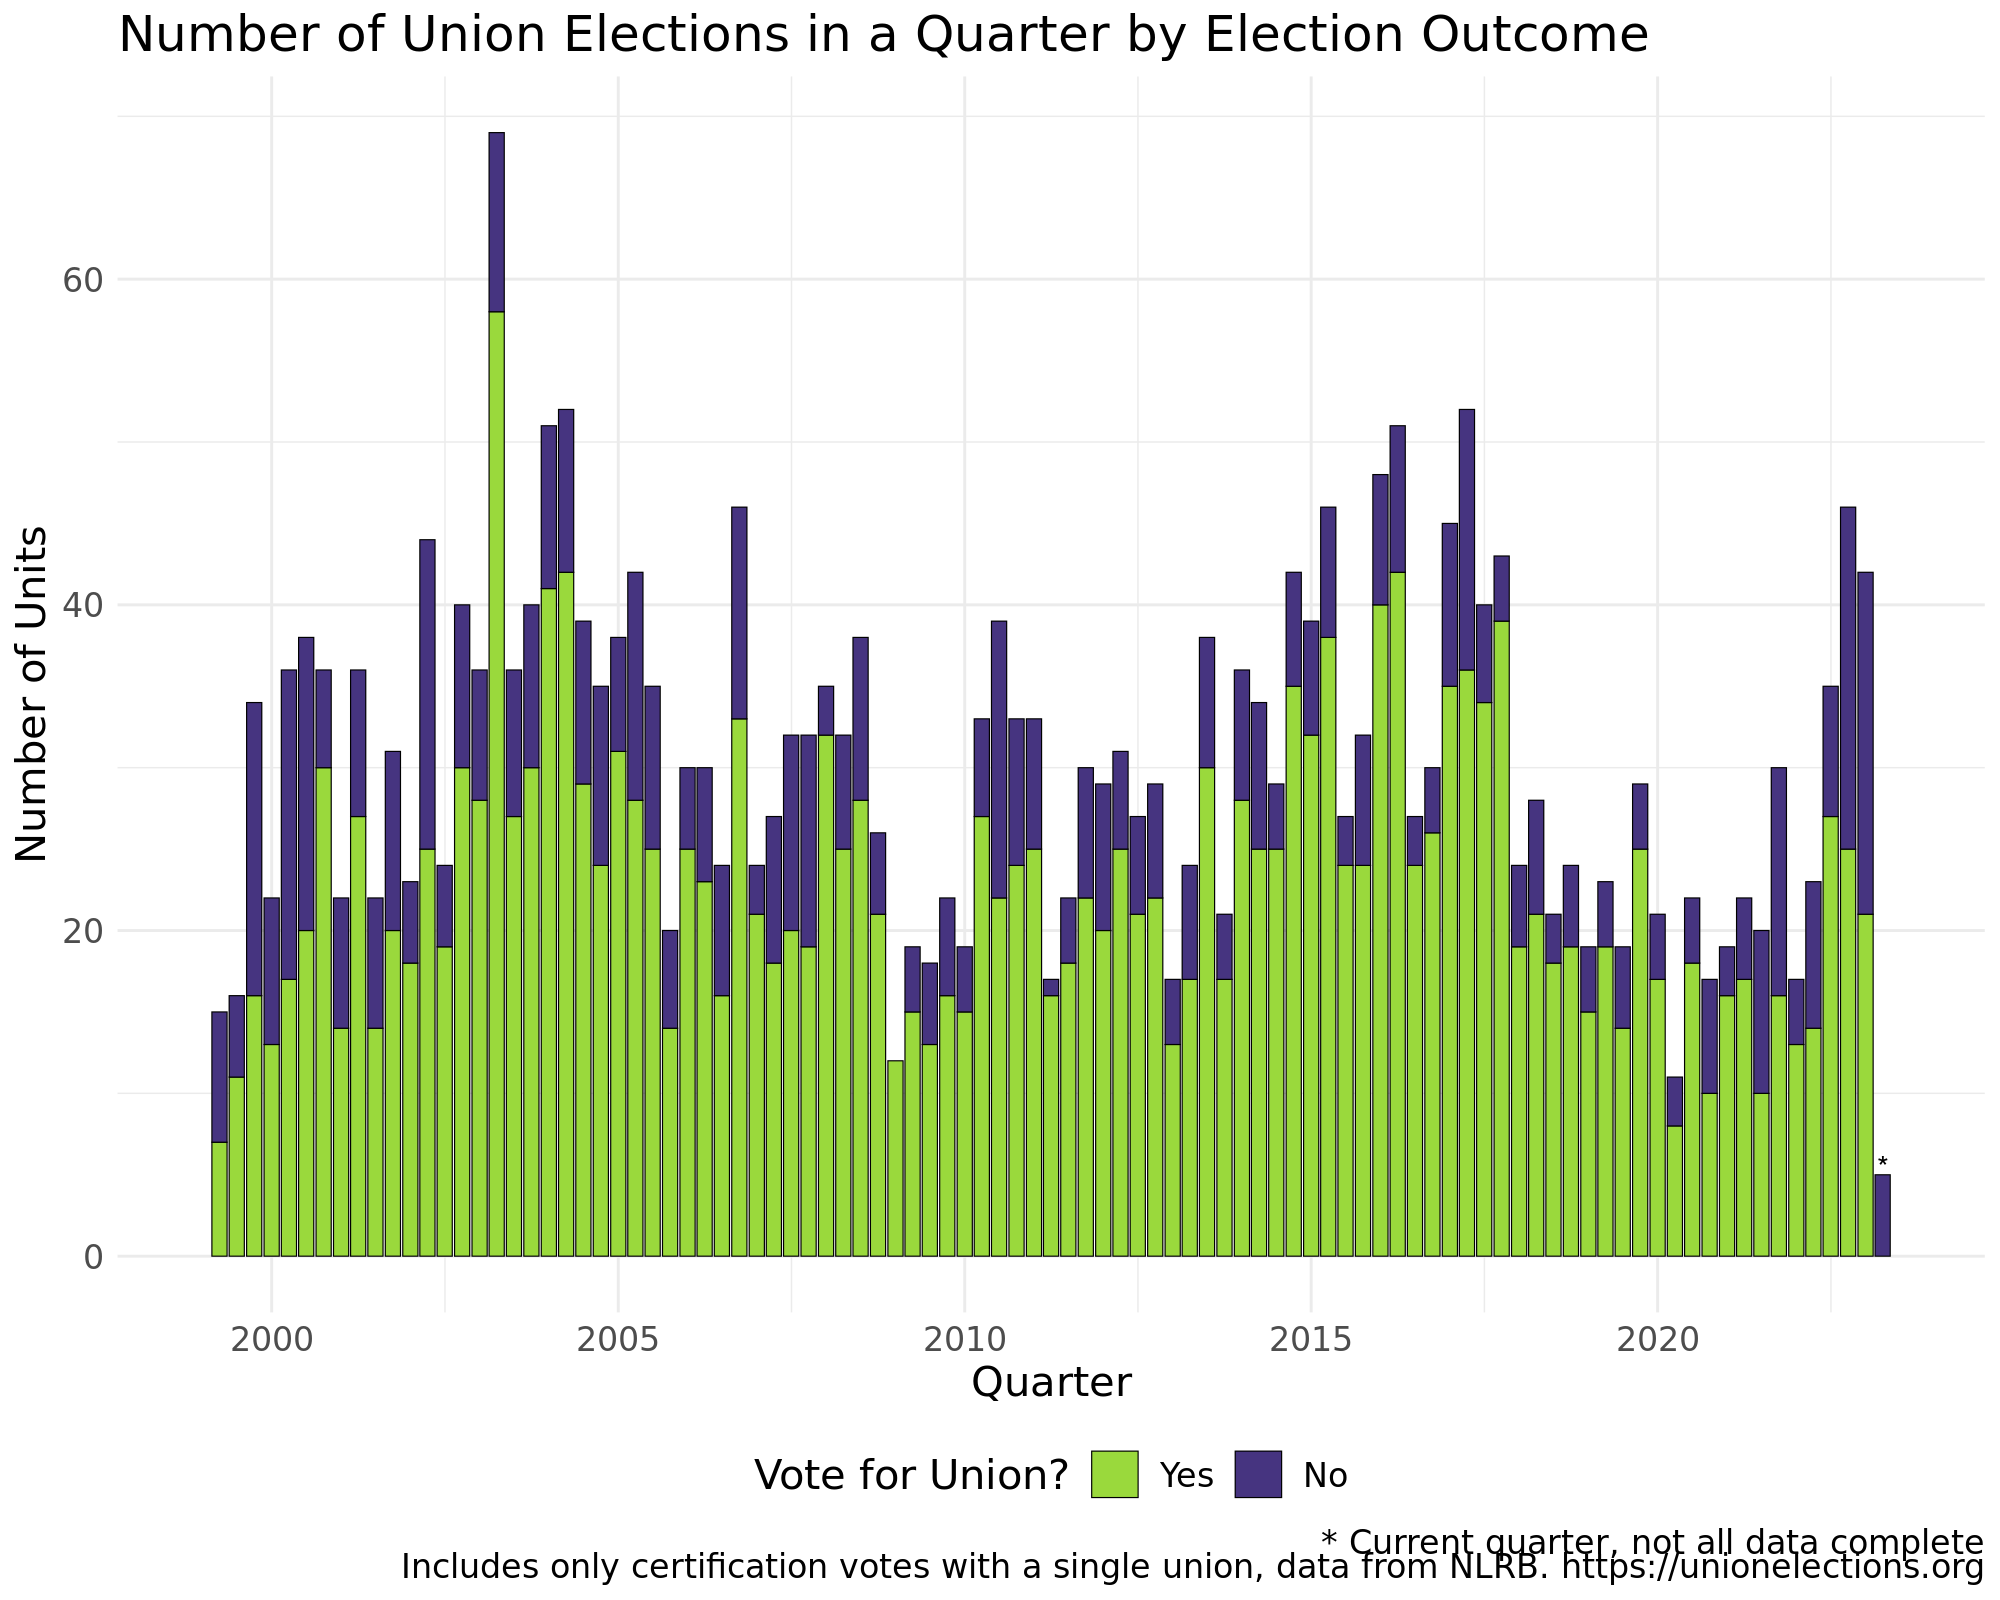 Number of Union Elections in a Quarter by Election Outcome
Number of Units
60
40
20
0
*
2000 2005 2010 2015 2020
Quarter
Vote for Union? Yes No
* Current quarter, not all data complete
Includes only certification votes with a single union, data from NLRB. https://unionelections.org